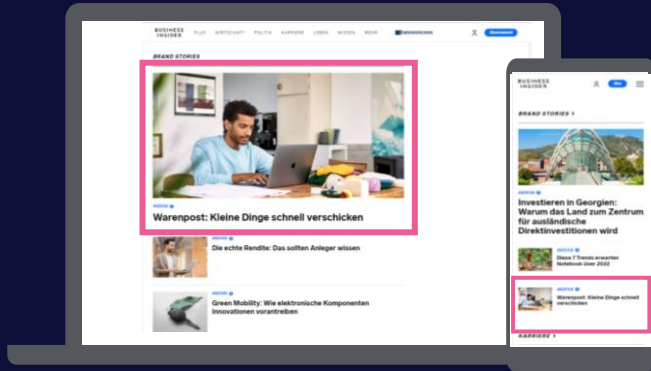 BUSINESS
INSIDER
PLUS WIRTSCHAFT POLITIK KARRIERE LEBEN WISSEN MEHR
BRAND STORIES
ANZEIGE
Warenpost: Kleine Dinge schnell verschicken
ANZEIGE
Die echte Rendite: Das sollten Anleger wissen
ANZEIGE
Green Mobility: Wie elektronische Komponenten
Innovationen vorantreiben
BUSINESS
INSIDER
Abo
BRAND STORIES >
ANZEIGE
Investieren in Georgien:
Warum das Land zum Zentrum
für ausländische
Direktinvestitionen wird
ANZEIGE
Diese 7 Trends erwarten
Notebook User 2022
ANZEIGE
Warenpost: Kleine Dinge schnell
verschicken
KARRIERE >